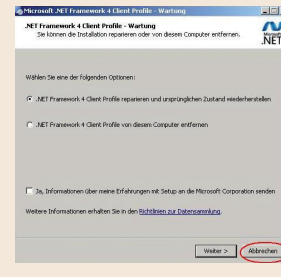 Microsoft .NET Framework 4 Client Profile - Wartung
.NET Framework 4 Client Profile - Wartung
Sie können die Installation reparieren oder von diesem Computer entfernen.
Microsoft
.NET
Wählen Sie eine der folgenden Optionen:
.NET Framework 4 Client Profile reparieren und ursprünglichen Zustand wiederherstellen
.NET Framework 4 Client Profile von diesem Computer entfernen
Ja, Informationen über meine Erfahrungen mit Setup an die Microsoft Corporation senden
Weitere Informationen erhalten Sie in den Richtlinien zur Datensammlung.
Weiter >
Abbrechen